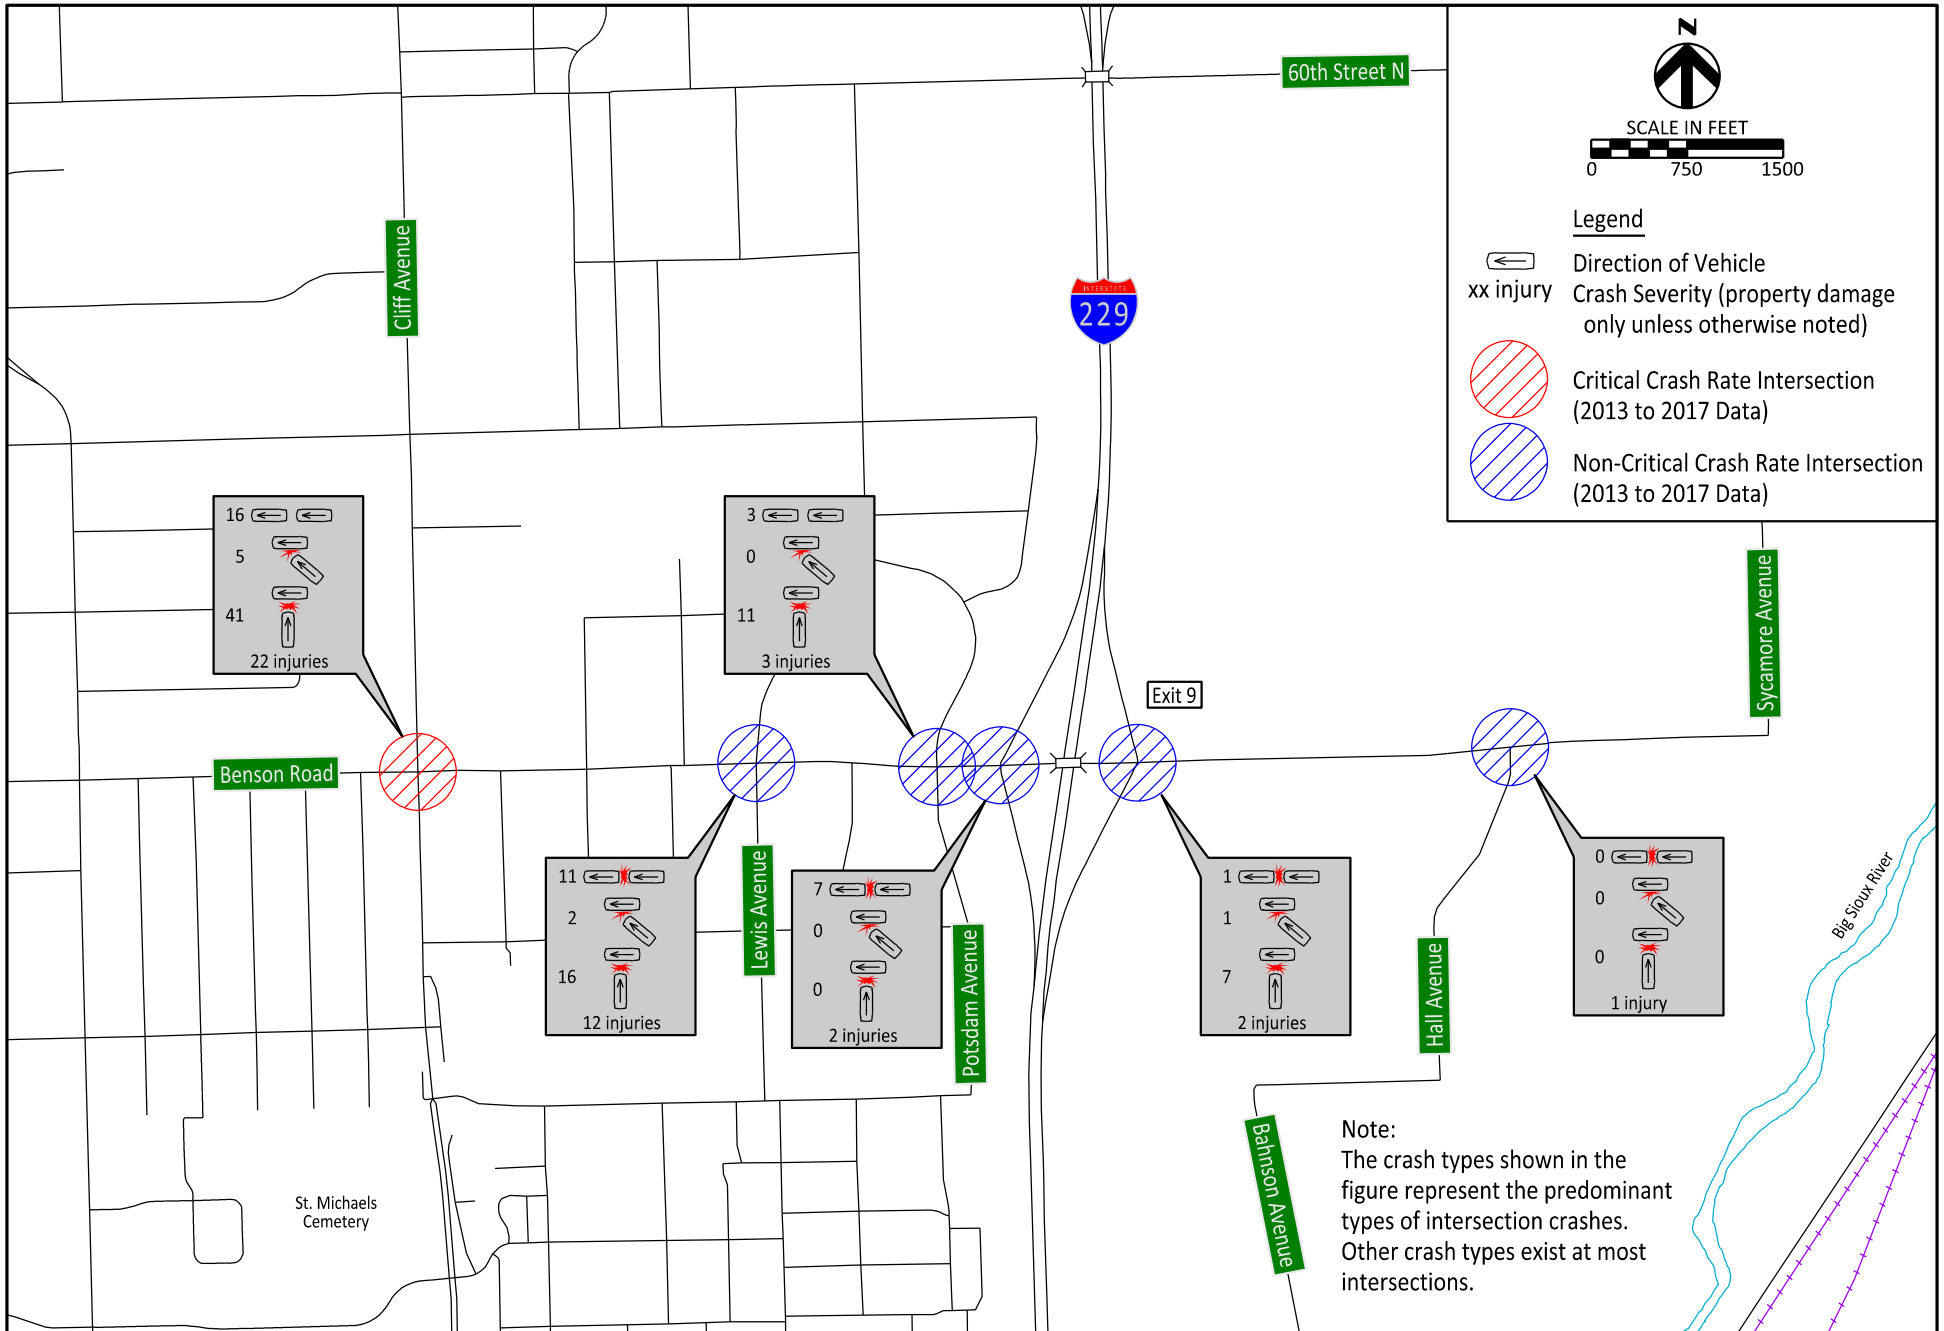 60th Street N
N
SCALE IN FEET
0 750 1500
Legend
Direction of Vehicle
xx injury
Crash Severity (property damage
only unless otherwise noted)
Critical Crash Rate Intersection
(2013 to 2017 Data)
Non-Critical Crash Rate Intersection
(2013 to 2017 Data)
Cliff Avenue
INTERSTATE
229
16
5
41
22 injuries
3
0
11
3 injuries
Sycamore Avenue
Exit 9
Benson Road
11
2
16
12 injuries
Lewis Avenue
7
0
0
2 injuries
Potsdam Avenue
1
1
7
2 injuries
Hall Avenue
0
0
0
1 injury
Big Sioux River
Bahnson Avenue
St. Michaels
Cemetery
Note:
The crash types shown in the
figure represent the predominant
types of intersection crashes.
Other crash types exist at most
intersections.